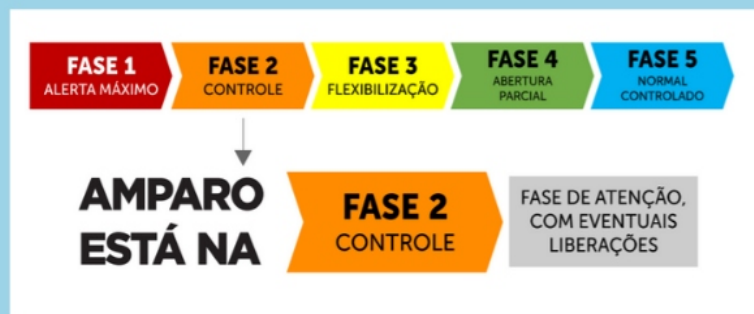 FASE 1
ALERTA MÁXIMO
FASE 2
CONTROLE
FASE 3
FLEXIBILIZAÇÃO
FASE 4
ABERTURA
PARCIAL
FASE 5
NORMAL
CONTROLADO
AMPARO
ESTÁ NA
FASE 2
CONTROLE
FASE DE ATENÇÃO,
COM EVENTUAIS
LIBERAÇÕES